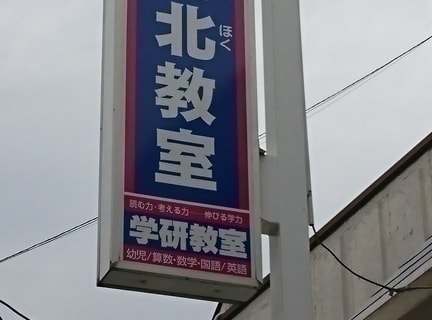 北教室
ほく
読む力・考える力 伸びる学力
学研教室
幼児/算数・数学・国語/英語